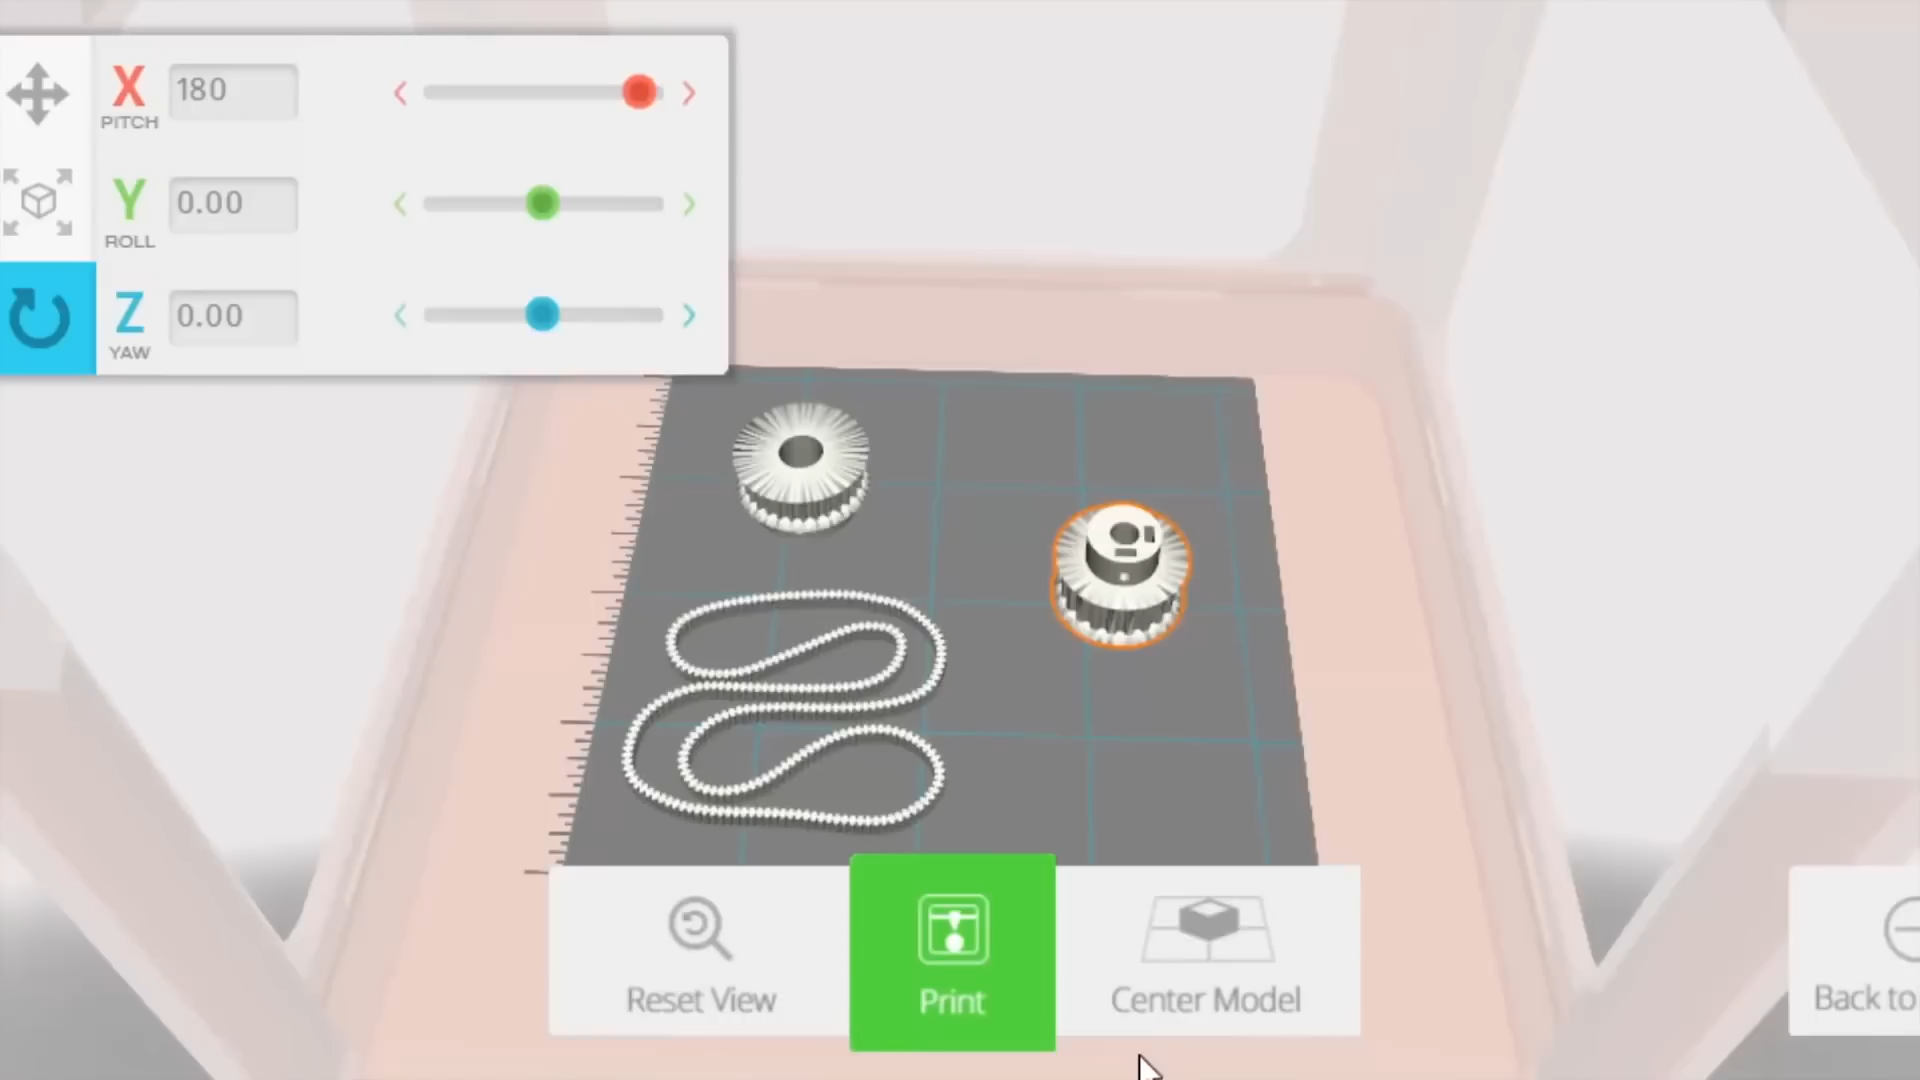 X 180
PITCH
Y 0.00
ROLL
Z 0.00
YAW
Reset View
Print
Center Model
Back to